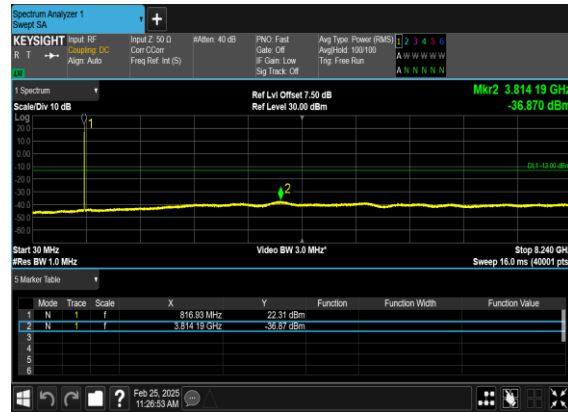 Spectrum Analyzer 1
Swept SA
+
KEYSIGHT Input: RF Input Z: 50 Ω #Atten: 40 dB PNO: Fast Avg Type: Power (RMS) 1 2 3 4 5 6
R T Coupling: DC Corr CCorr Gate: Off Avg|Hold: 100/100 A W W W W W
Align: Auto Freq Ref: Int (S) IF Gain: Low Trig: Free Run
Sig Track: Off A N N N N N
LW
1 Spectrum Ref Lvl Offset 7.50 dB Mkr2 3.814 19 GHz
Scale/Div 10 dB Ref Level 30.00 dBm -36.870 dBm
Log
1
20.0
10.0
0.00
-10.0 DL1 -13.00 dBm
-20.0
-30.0 2
-40.0
-50.0
-60.0
Start 30 MHz Video BW 3.0 MHz* Stop 8.240 GHz
#Res BW 1.0 MHz Sweep 16.0 ms (40001 pts)
5 Marker Table
Mode Trace Scale X Y Function Function Width Function Value
1 N 1 f 816.93 MHz 22.31 dBm
2 N 1 f 3.814 19 GHz -36.87 dBm
3
4
5
6
? Feb 25, 2025
11:26:53 AM